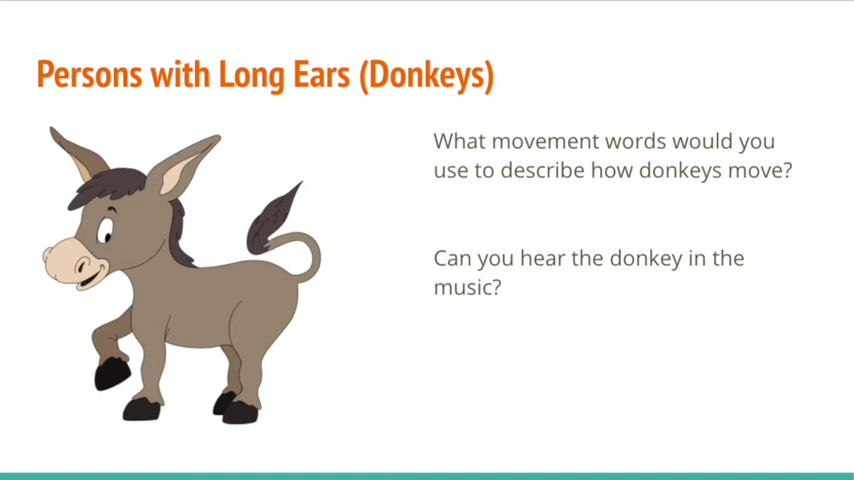 Persons with Long Ears (Donkeys)
What movement words would you
use to describe how donkeys move?
Can you hear the donkey in the
music?